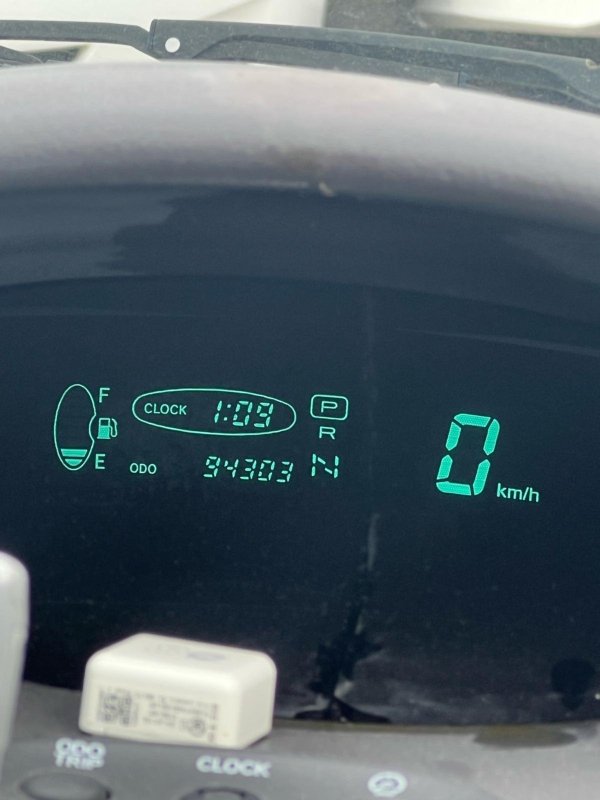 F
CLOCK 1:09
P
R
E
ODO 94303
N
0 km/h
ODO
TRIP
CLOCK